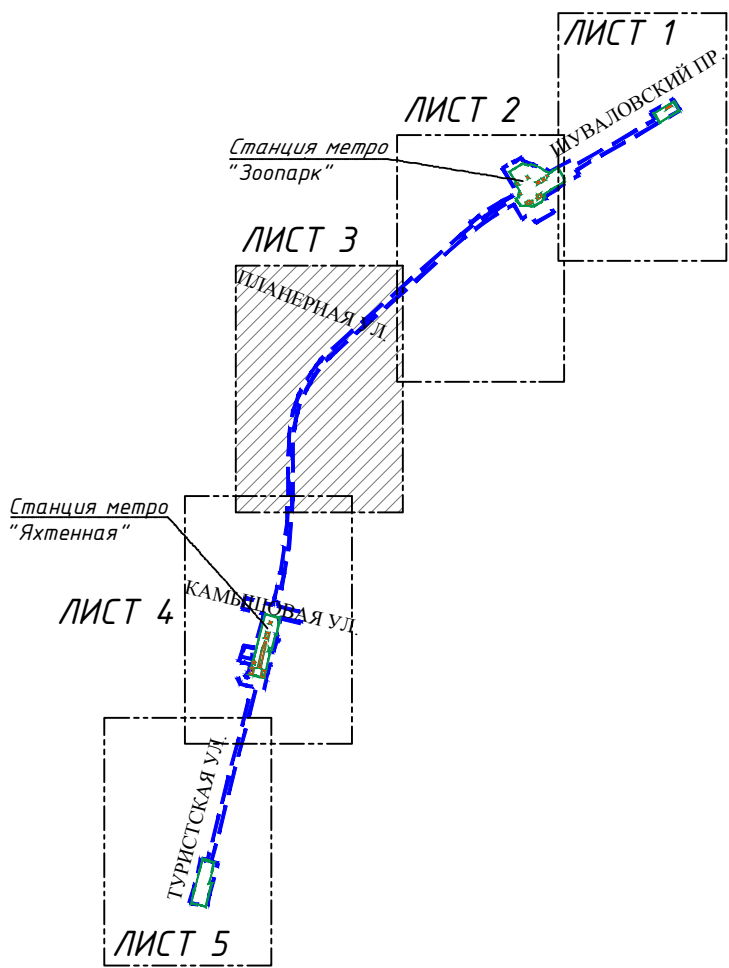 ЛИСТ 1
ШУВАЛОВСКИЙ ПР.
ЛИСТ 2
Станция метро
"Зоопарк"
ЛИСТ 3
ПЛАНЕРНАЯ УЛ.
Станция метро
"Яхтенная"
КАМЫШОВАЯ УЛ.
ЛИСТ 4
ТУРИСТСКАЯ УЛ.
ЛИСТ 5